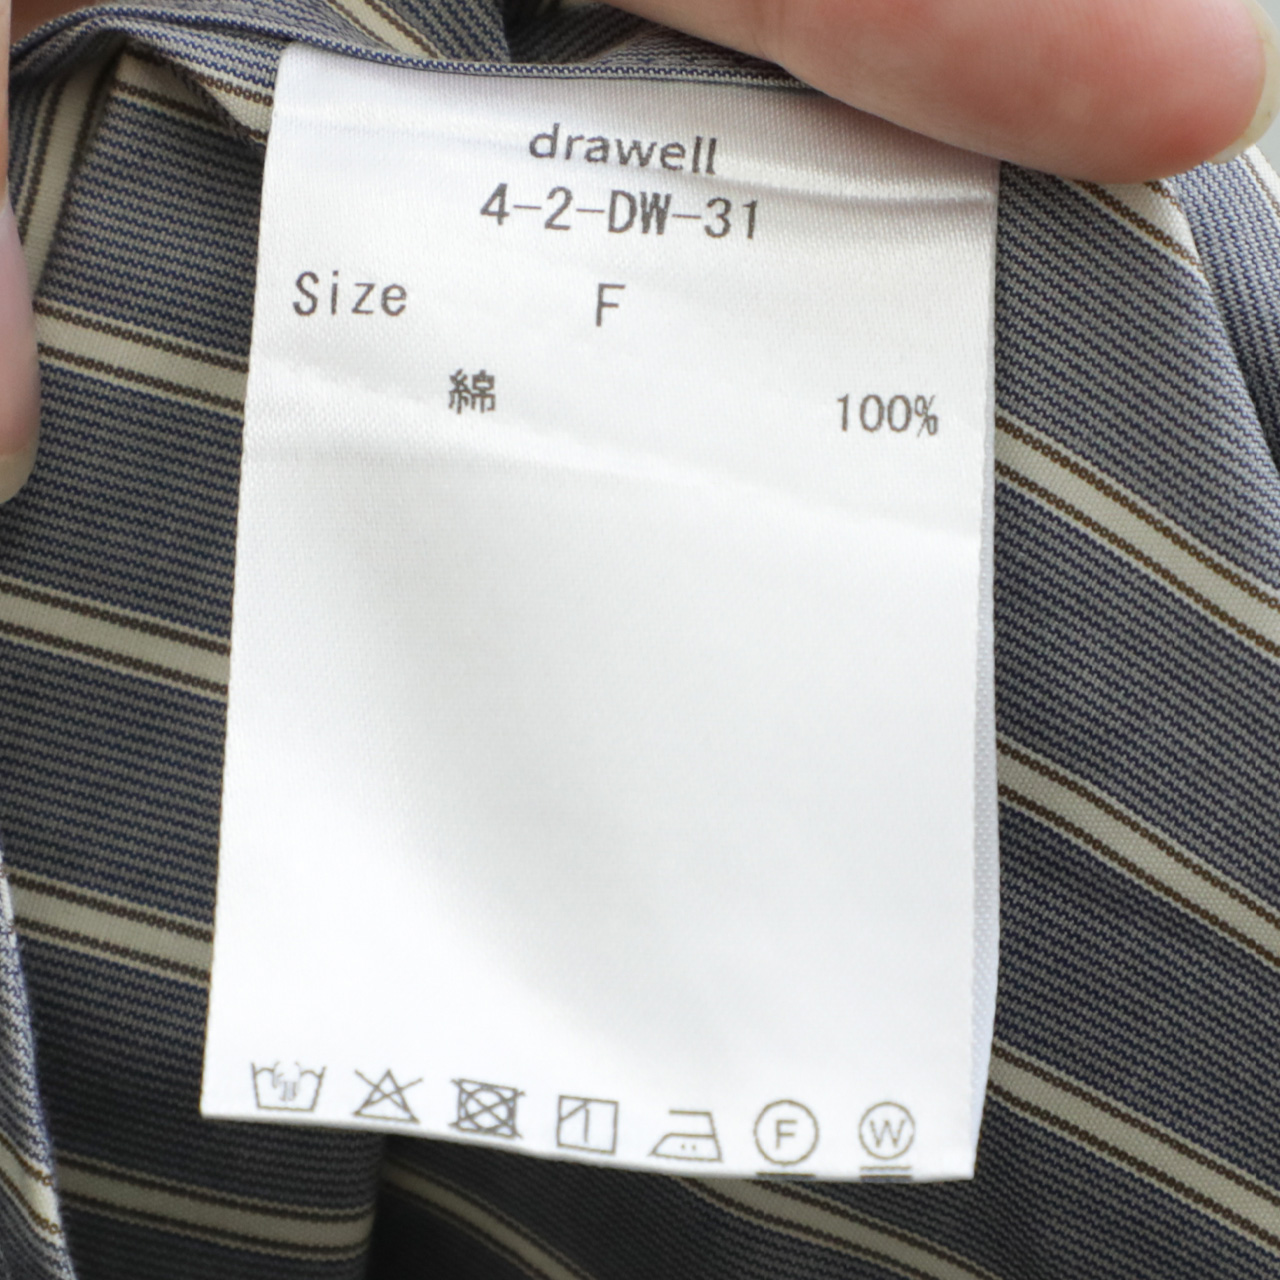 drawell
4-2-DW-31
Size F
綿 100%
F W